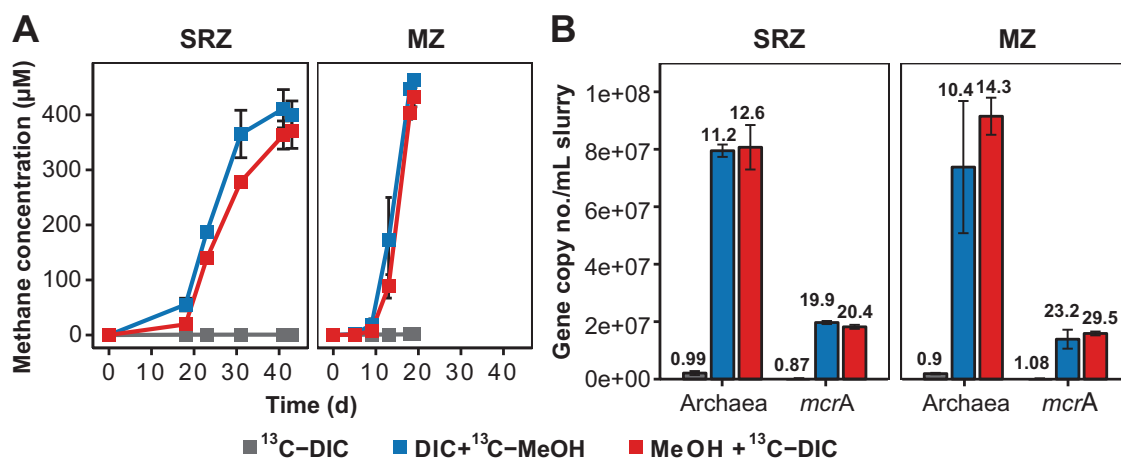 A
SRZ
MZ
Methane concentration (µM)
400
300
200
100
0
0 10 20 30 40
0 10 20 30 40
Time (d)
B
SRZ
MZ
Gene copy no./mL slurry
1e+08
8e+07
6e+07
4e+07
2e+07
0e+00
0.99
11.2
12.6
0.87
19.9
20.4
0.9
10.4
14.3
1.08
23.2
29.5
Archaea mcrA
Archaea mcrA
¹³C−DIC DIC+¹³C−MeOH MeOH + ¹³C−DIC